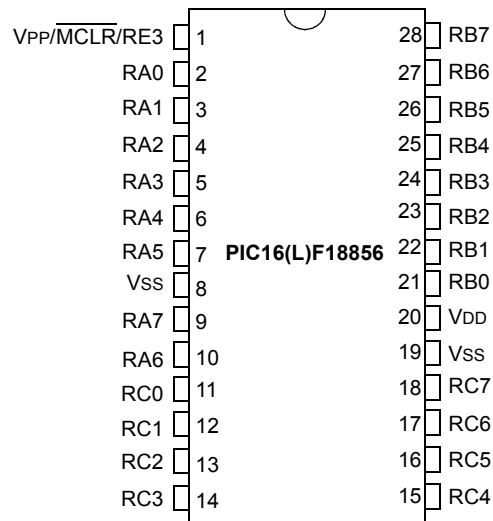 VPP/MCLR/RE3 1 28 RB7
RA0 2 27 RB6
RA1 3 26 RB5
RA2 4 25 RB4
RA3 5 24 RB3
RA4 6 23 RB2
RA5 7 PIC16(L)F18856 22 RB1
VSS 8 21 RB0
RA7 9 20 VDD
RA6 10 19 VSS
RC0 11 18 RC7
RC1 12 17 RC6
RC2 13 16 RC5
RC3 14 15 RC4